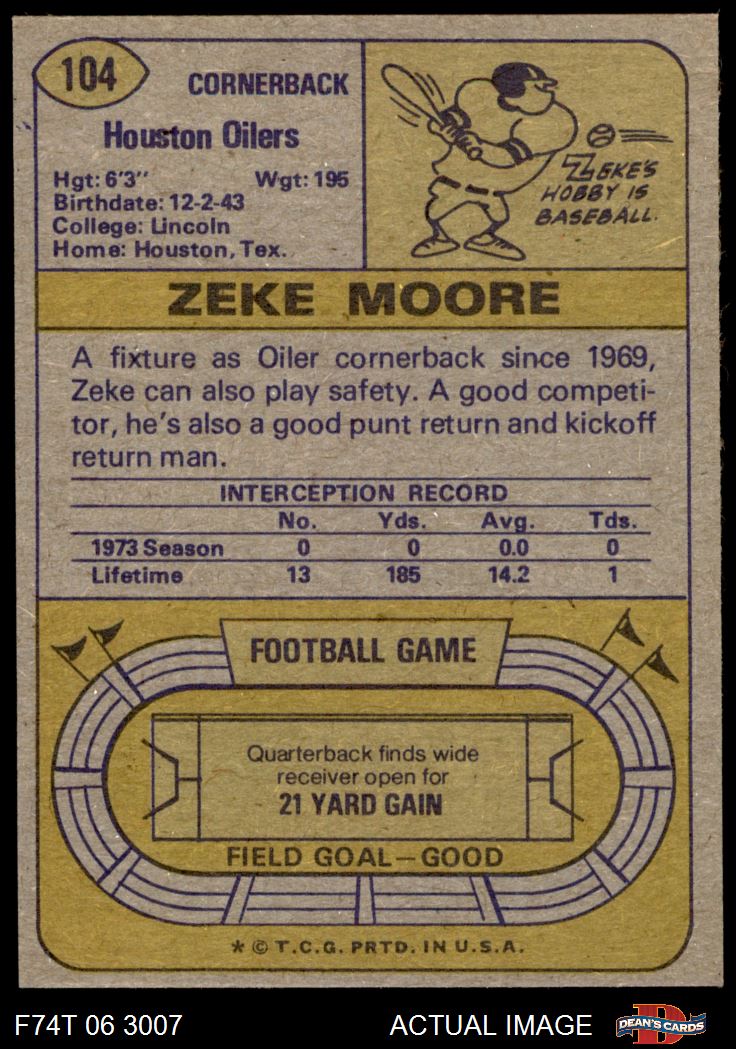 104
CORNERBACK
Houston Oilers
Hgt: 6'3" Wgt: 195
Birthdate: 12-2-43
College: Lincoln
Home: Houston, Tex.
ZEKE'S
HOBBY IS
BASEBALL.
ZEKE MOORE
A fixture as Oiler cornerback since 1969,
Zeke can also play safety. A good competi-
tor, he's also a good punt return and kickoff
return man.
INTERCEPTION RECORD
No. Yds. Avg. Tds.
1973 Season 0 0 0.0 0
Lifetime 13 185 14.2 1
FOOTBALL GAME
Quarterback finds wide
receiver open for
21 YARD GAIN
FIELD GOAL—GOOD
* © T.C.G. PRTD. IN U.S.A.
F74T 06 3007 ACTUAL IMAGE
D
DEAN'S CARDS